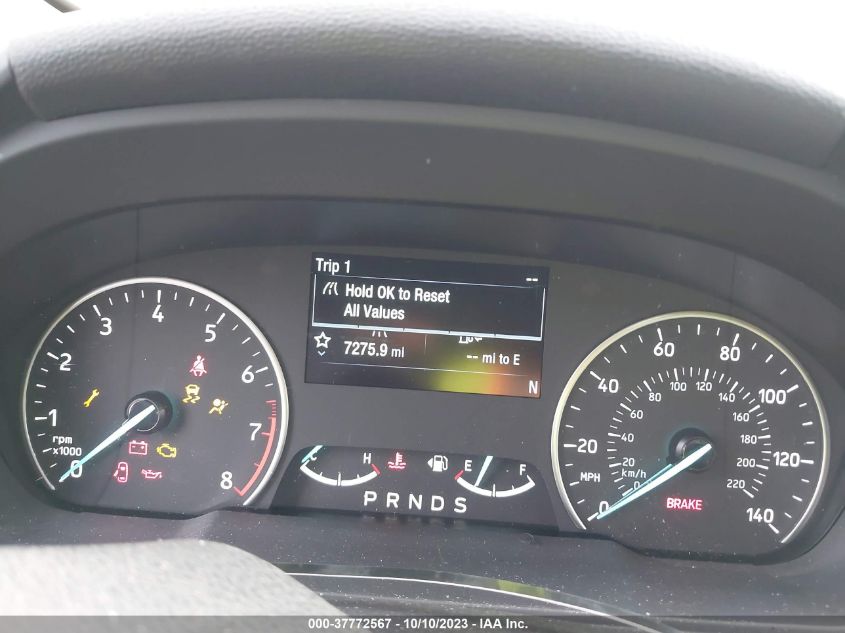 Trip 1
--
Hold OK to Reset
All Values
7275.9 mi
-- mi to E
N
0 1 2 3 4 5 6 7 8
rpm
x1000
C H
E F
P R N D S
0 20 40 60 80 100 120 140
MPH
0 20 40 60 80 100 120 140 160 180 200 220
km/h
BRAKE
000-37772567 - 10/10/2023 - IAA Inc.